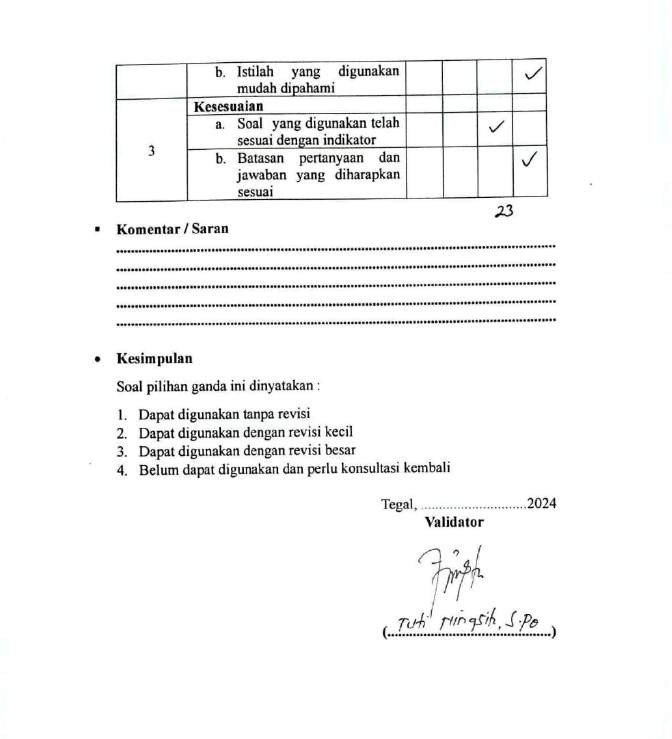 b. Istilah yang digunakan
mudah dipahami
Kesesuaian
3
a. Soal yang digunakan telah
sesuai dengan indikator
b. Batasan pertanyaan dan
jawaban yang diharapkan
sesuai
23
▪ Komentar / Saran
• Kesimpulan
Soal pilihan ganda ini dinyatakan :
1. Dapat digunakan tanpa revisi
2. Dapat digunakan dengan revisi kecil
3. Dapat digunakan dengan revisi besar
4. Belum dapat digunakan dan perlu konsultasi kembali
Tegal, ..............................2024
Validator
(Tuti S.Pd)